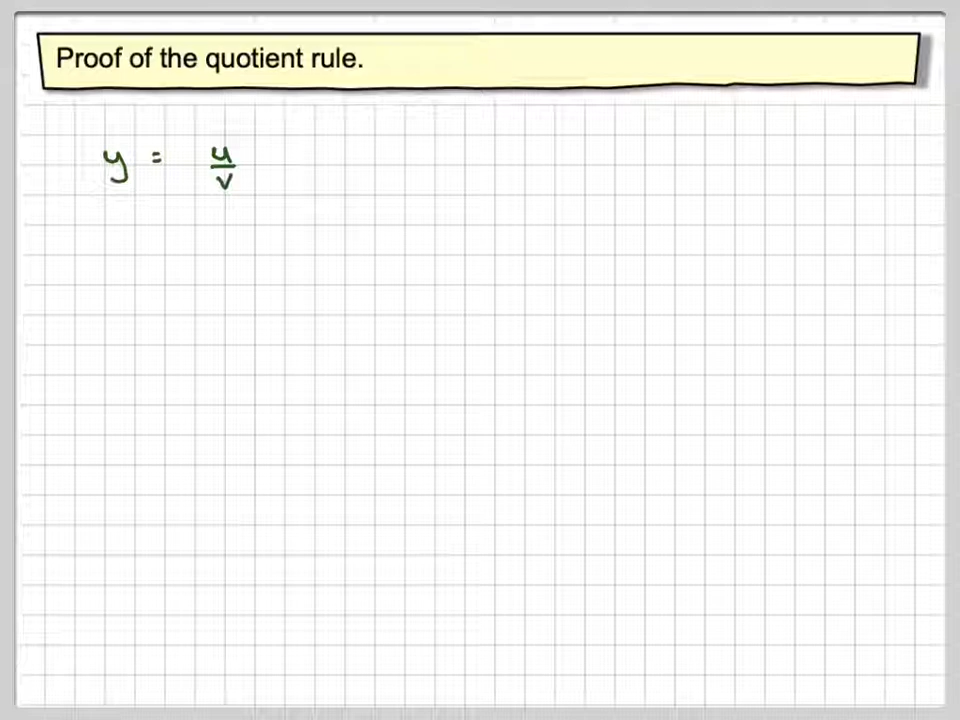 Proof of the quotient rule.
y = u/v